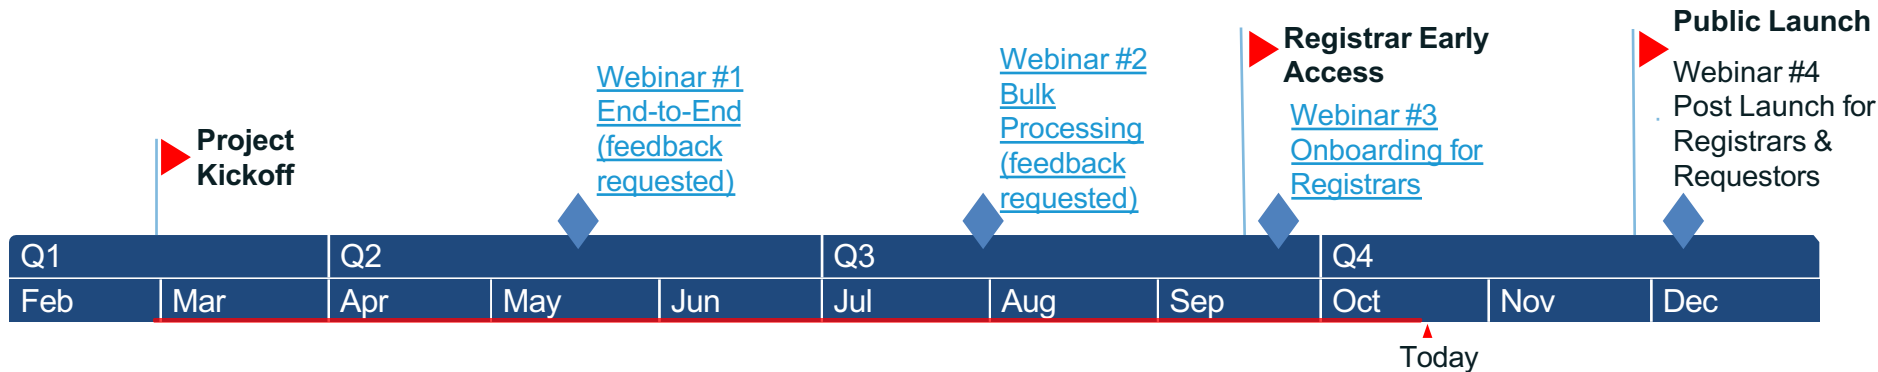 Project
Kickoff
Webinar #1
End-to-End
(feedback
requested)
Webinar #2
Bulk
Processing
(feedback
requested)
Registrar Early
Access
Webinar #3
Onboarding for
Registrars
Public Launch
Webinar #4
Post Launch for
Registrars &
Requestors
Q1 Q2 Q3 Q4
Feb Mar Apr May Jun Jul Aug Sep Oct Nov Dec
Today